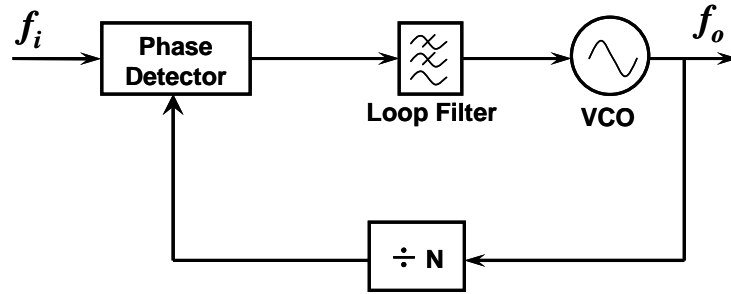 f_i
Phase
Detector
Loop Filter
VCO
f_o
÷ N